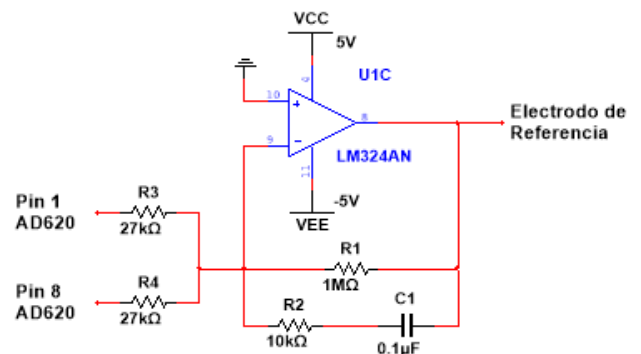 VCC
5V
U1C
4
10
+
8
9
-
LM324AN
11
-5V
VEE
Electrodo de
Referencia
Pin 1
AD620
R3
27kΩ
R1
1MΩ
Pin 8
AD620
R4
27kΩ
R2
10kΩ
C1
0.1µF